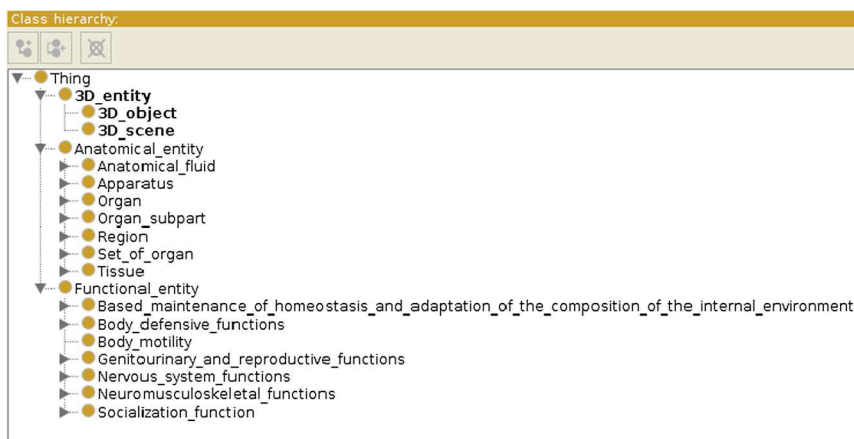 Class hierarchy:
Thing
3D_entity
3D_object
3D_scene
Anatomical_entity
Anatomical_fluid
Apparatus
Organ
Organ_subpart
Region
Set_of_organ
Tissue
Functional_entity
Based_maintenance_of_homeostasis_and_adaptation_of_the_composition_of_the_internal_environment
Body_defensive_functions
Body_motility
Genitourinary_and_reproductive_functions
Nervous_system_functions
Neuromusculoskeletal_functions
Socialization_function